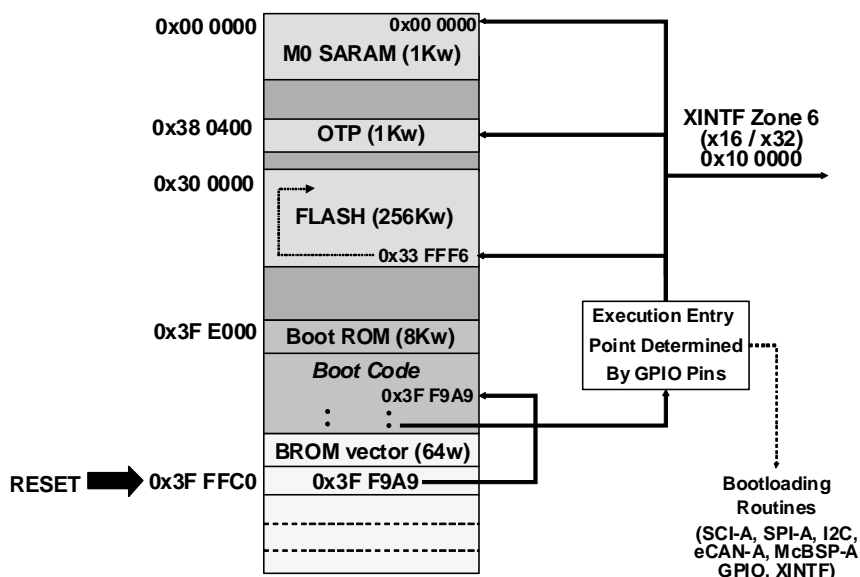 0x00 0000
0x00 0000
M0 SARAM (1Kw)
0x38 0400
OTP (1Kw)
XINTF Zone 6
(x16 / x32)
0x10 0000
0x30 0000
FLASH (256Kw)
0x33 FFF6
0x3F E000
Boot ROM (8Kw)
Boot Code
0x3F F9A9
: :
Execution Entry
Point Determined
By GPIO Pins
BROM vector (64w)
RESET
0x3F FFC0
0x3F F9A9
Bootloading
Routines
(SCI-A, SPI-A, I2C,
eCAN-A, McBSP-A
GPIO, XINTF)